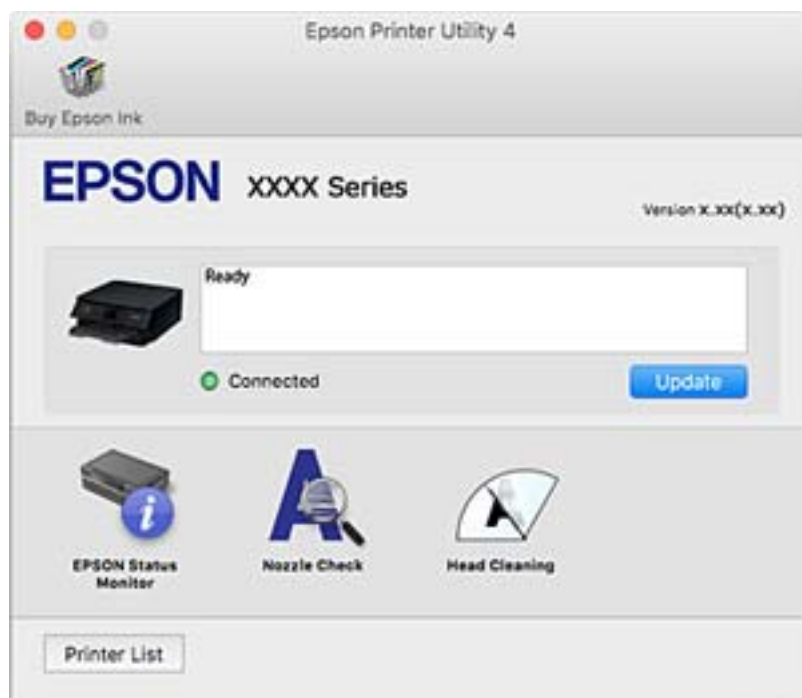 Epson Printer Utility 4
Buy Epson Ink
EPSON XXXX Series
Version x.xx(x.xx)
Ready
Connected
Update
EPSON Status
Monitor
Nozzle Check
Head Cleaning
Printer List